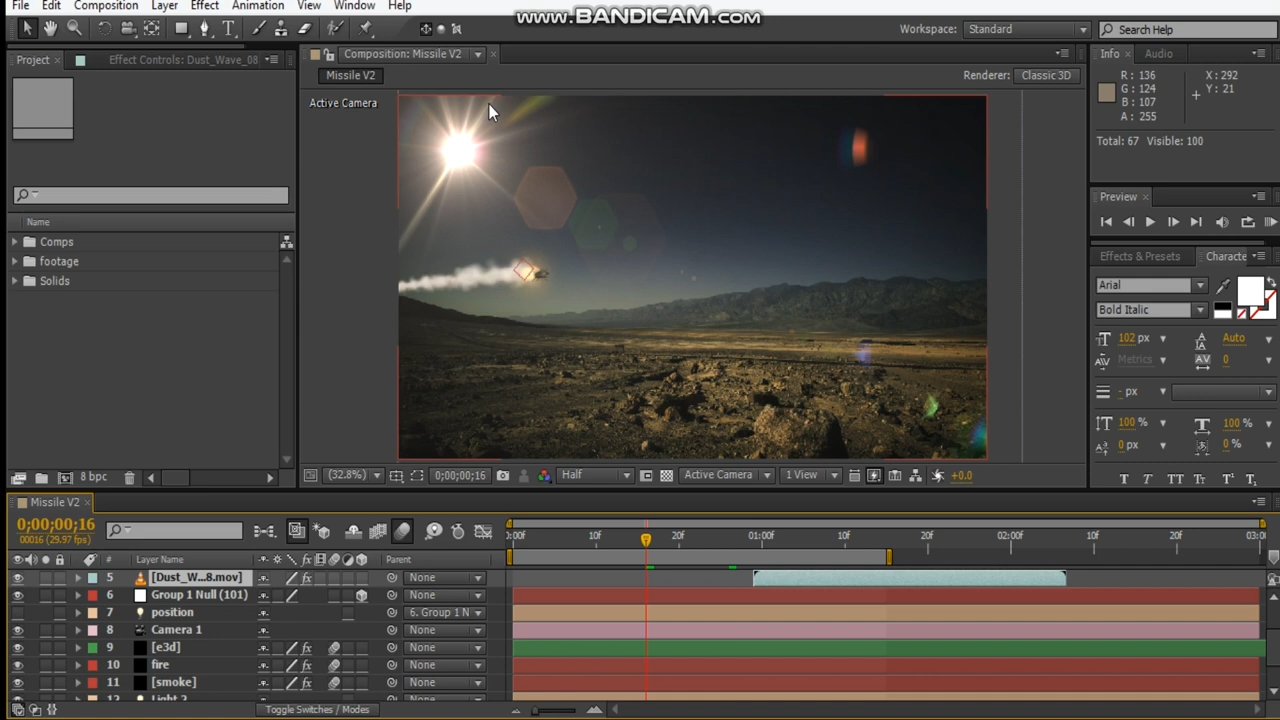 File Edit Composition Layer Effect Animation View Window Help
www.BANDICAM.com
Workspace: Standard Search Help
Project Effect Controls: Dust_Wave_08 Composition: Missile V2 Info Audio
Missile V2 Renderer: Classic 3D
Active Camera
R: 136 X: 292
G: 124 Y: 21
B: 107
A: 255
Total: 67 Visible: 100
Preview
Name
Comps
footage
Solids
Effects & Presets Characte
Arial
Bold Italic
102 px Auto
Metrics 0
- px
100 % 100 %
0 px 0 %
T T TT Tt T¹ T₁
8 bpc (32.8%) 0;00;00;16 Half Active Camera 1 View +0.0
Missile V2
0;00;00;16
00016 (29.97 fps)
:00f 10f 20f 01:00f 10f 20f 02:00f 10f 20f 03:0
# Layer Name Parent
5 [Dust_W...8.mov] None
6 Group 1 Null (101) None
7 position 6. Group 1 N
8 Camera 1 None
9 [e3d] None
10 fire None
11 [smoke] None
12 Light 2
Toggle Switches / Modes